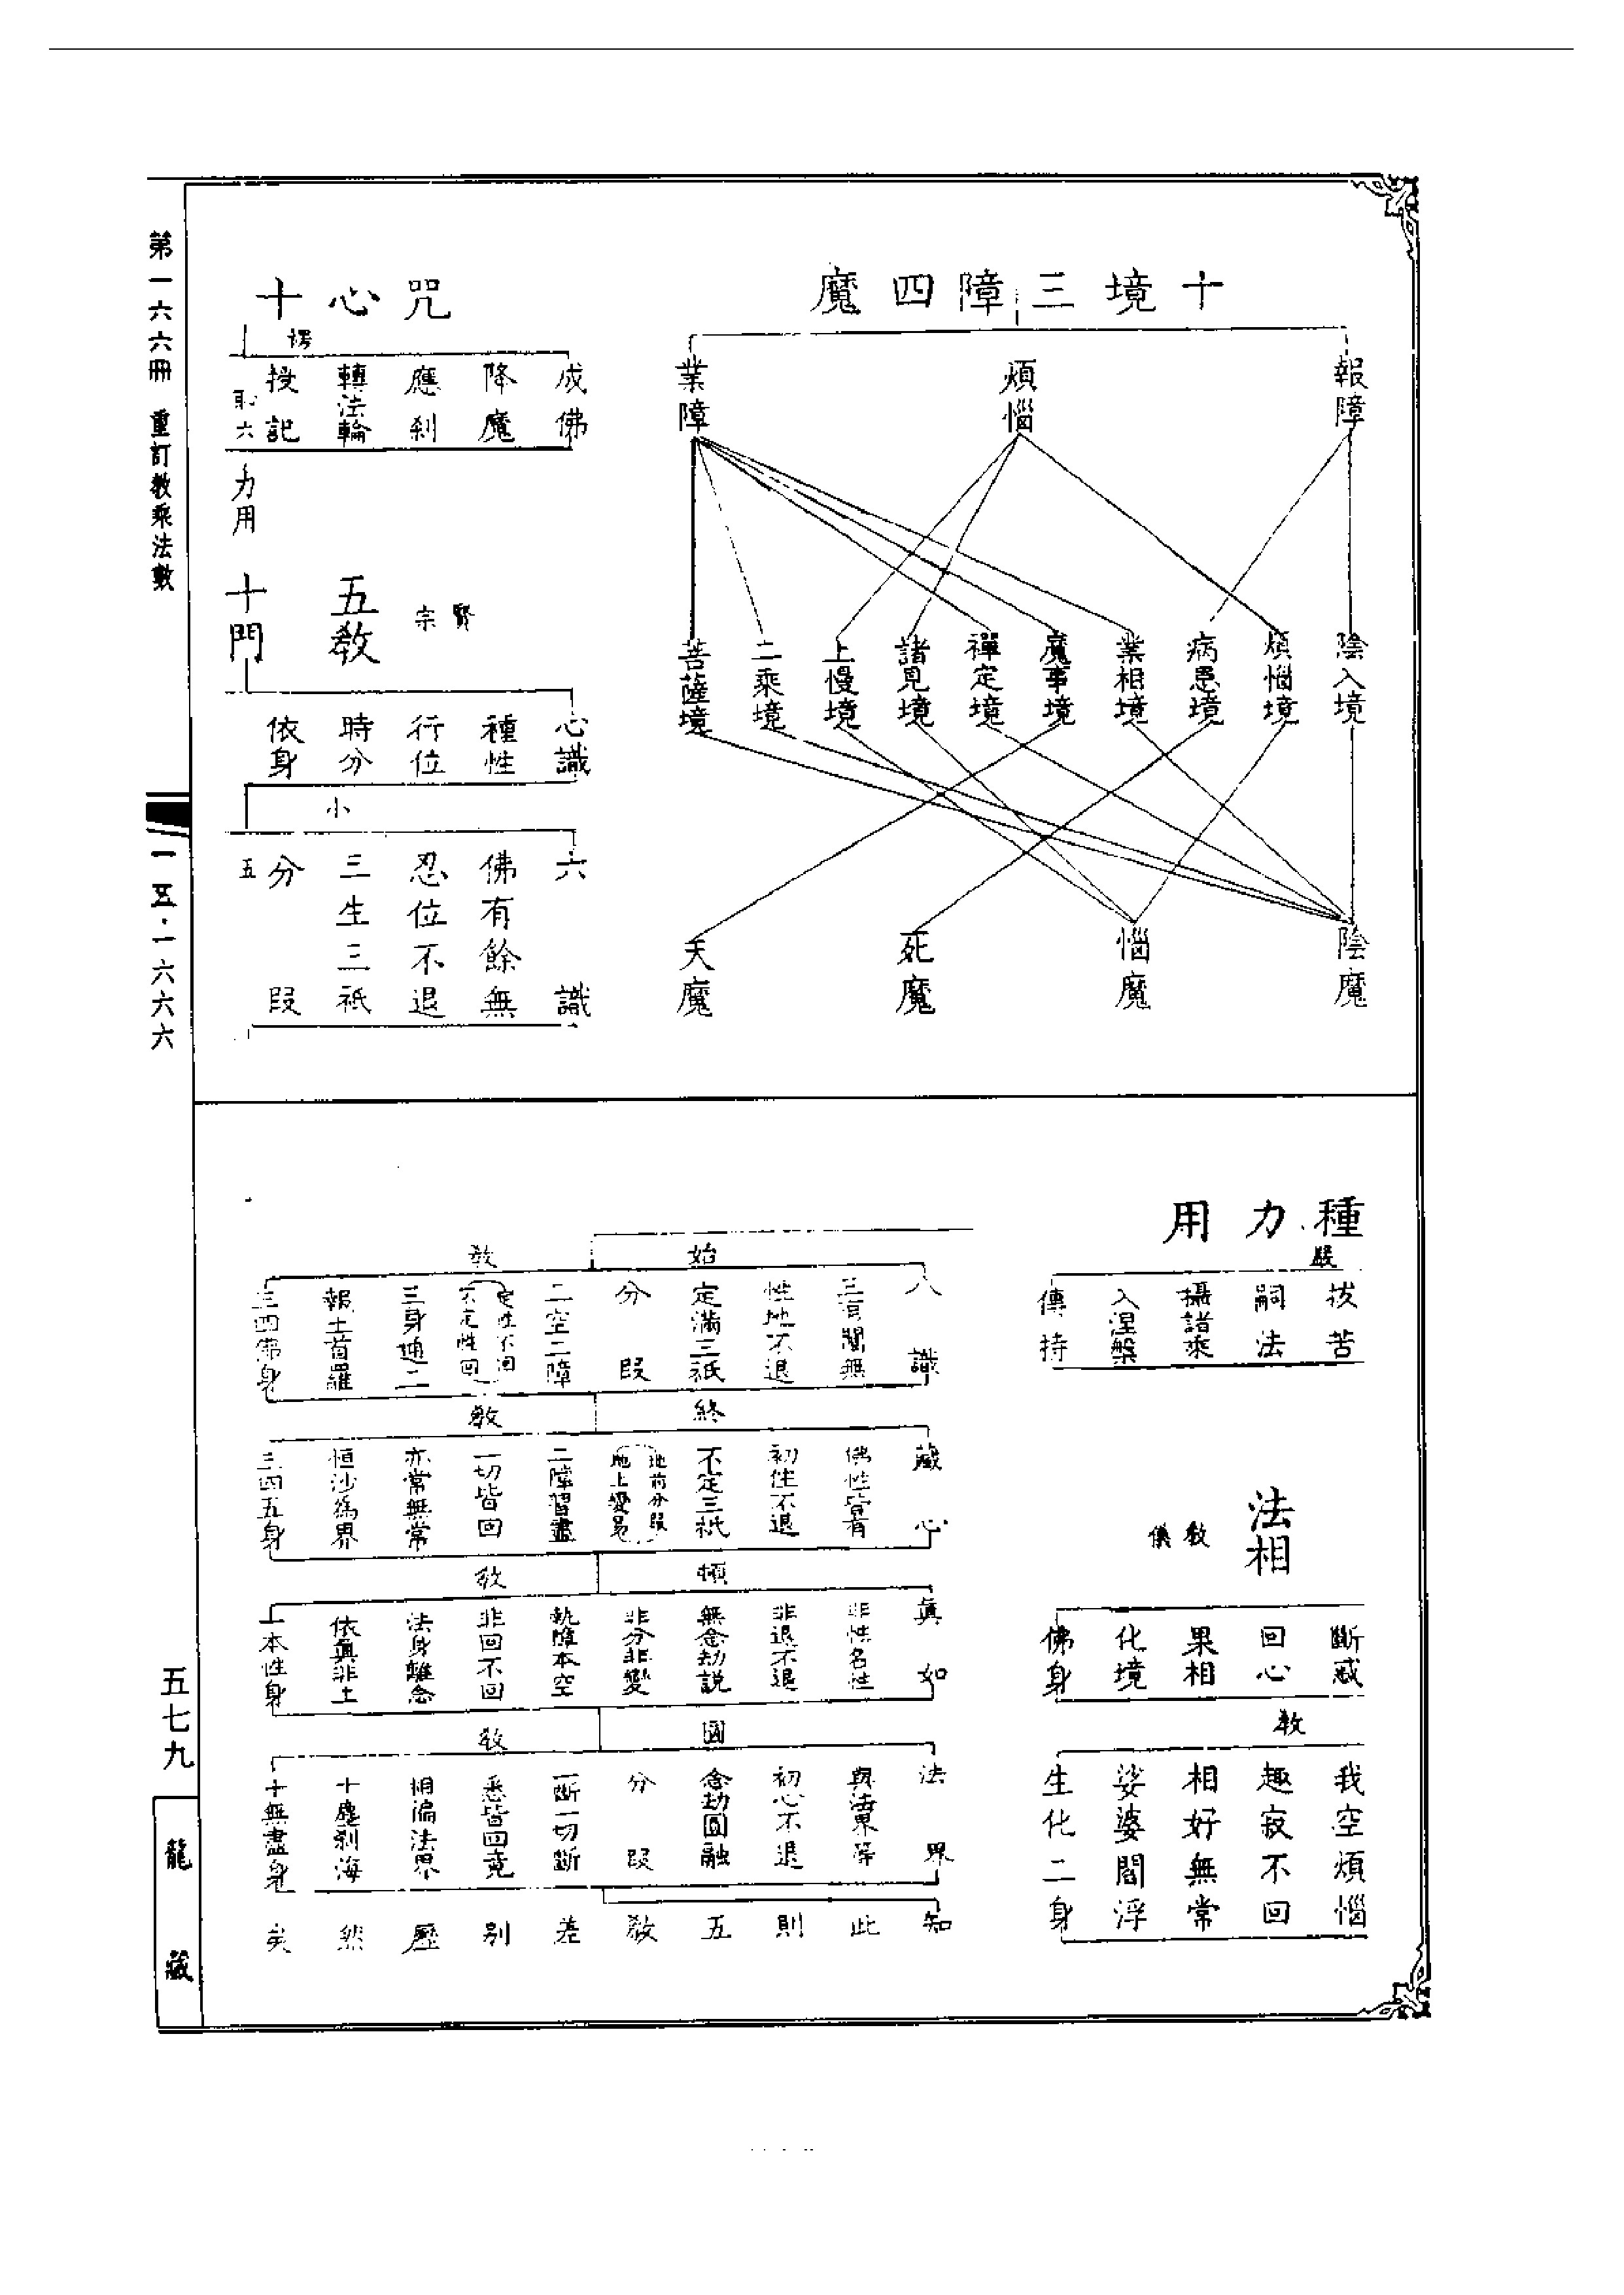 十境三障四魔
報障
煩惱
業障
陰入境
煩惱境
病患境
業相境
魔事境
禪定境
諸見境
上慢境
二乘境
菩薩境
陰魔
惱魔
死魔
天魔
咒心十
楞
成佛
降魔
應刹
轉法輪
授記
六
力用
賢宗
五教
十門
心識
種性
行位
時分
依身
小
六識
佛有餘無
忍位不退
三生三祇
分段
五
種力用
拔苦
嗣法
攝諸乘
入涅槃
傳持
法相
教儀
斷惑
回心
果相
化境
佛身
教
我空煩惱
趣寂不回
相好無常
娑婆閻浮
生化二身
始教
八識
性地不退
定滿三祇
分段
二空二障
定性不回
不定性回
三身通二
報土首羅
三四佛身
終教
藏心
佛性皆有
初住不退
不定三祇
地前分段
地上變易
二障習盡
一切皆回
亦常無常
恒沙為界
三四五身
頓教
真如
非性名性
非退不退
無念劫說
非分非變
執障本空
非回不回
法身離念
依真非土
一本性身
圓教
法界
與法界等
初心不退
念劫圓融
分段
一斷一切斷
悉皆回竟
相徧法界
十塵剎海
十無盡身
知此則五教差別歷然矣
第一六六冊 重訂教乘法數
一五·一六六六
五七九
龍藏